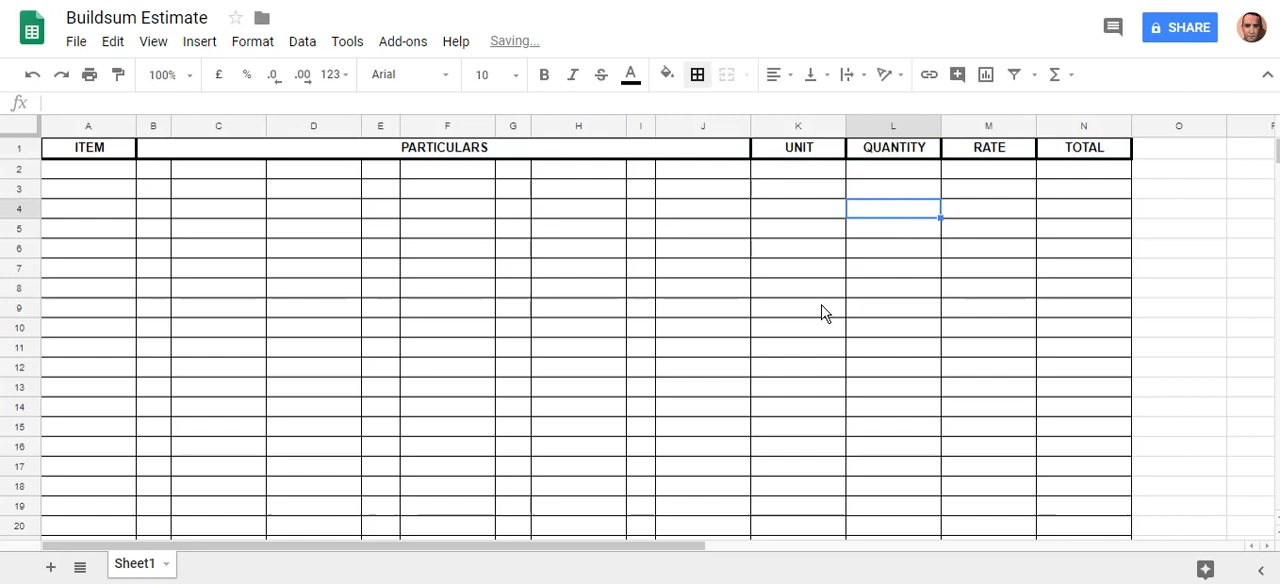 Buildsum Estimate
File Edit View Insert Format Data Tools Add-ons Help Saving...
SHARE
100% £ % .0 .00 123 Arial 10 B I S A
fx
A B C D E F G H I J K L M N O
1 ITEM PARTICULARS UNIT QUANTITY RATE TOTAL
2
3
4
5
6
7
8
9
10
11
12
13
14
15
16
17
18
19
20
Sheet1